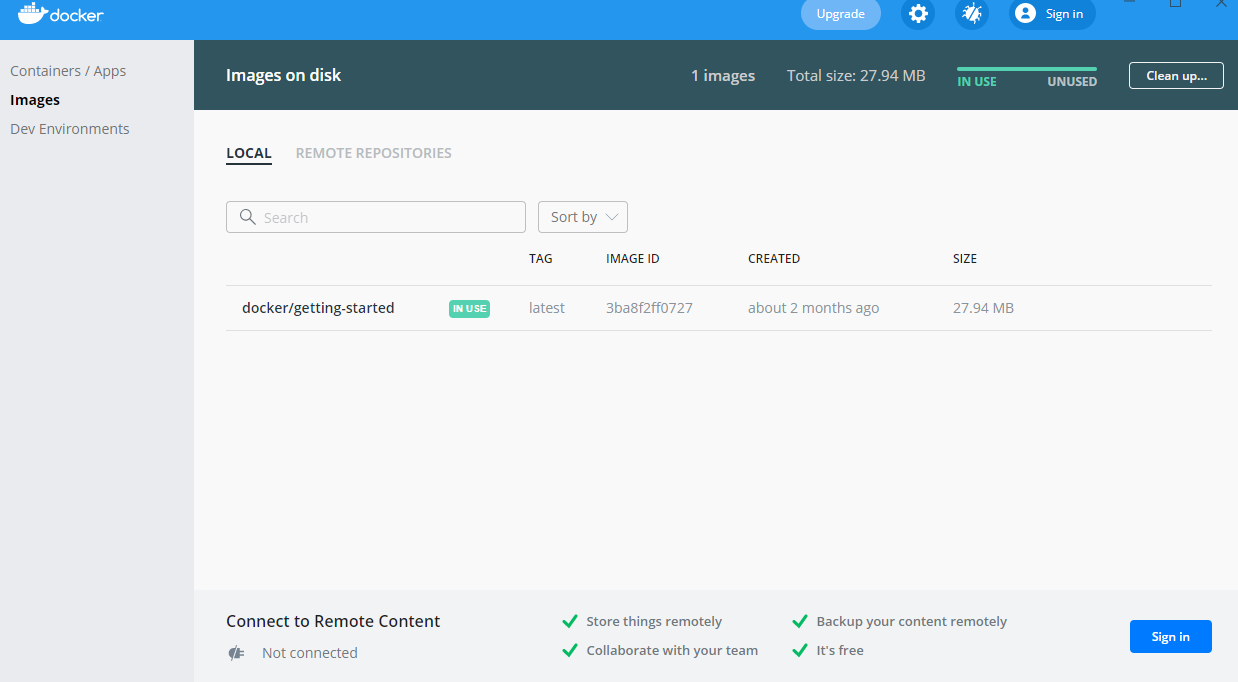 docker
Upgrade
Sign in
Containers / Apps
Images
Dev Environments
Images on disk
1 images
Total size: 27.94 MB
IN USE
UNUSED
Clean up...
LOCAL
REMOTE REPOSITORIES
Search
Sort by
TAG
IMAGE ID
CREATED
SIZE
docker/getting-started
IN USE
latest
3ba8f2ff0727
about 2 months ago
27.94 MB
Connect to Remote Content
Not connected
Store things remotely
Collaborate with your team
Backup your content remotely
It's free
Sign in